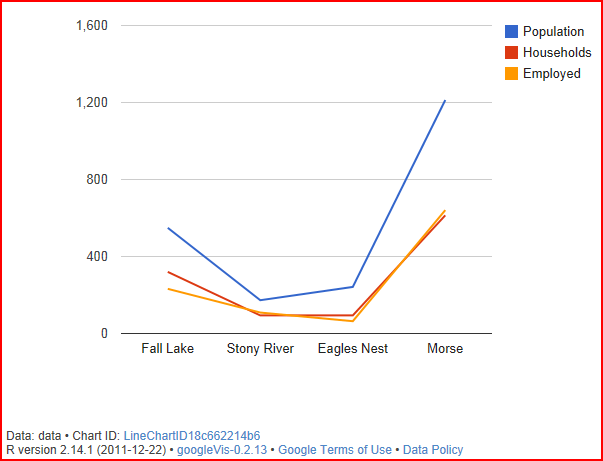 1,600
Population
Households
Employed
1,200
800
400
0
Fall Lake Stony River Eagles Nest Morse
Data: data • Chart ID: LineChartID18c662214b6
R version 2.14.1 (2011-12-22) • googleVis-0.2.13 • Google Terms of Use • Data Policy